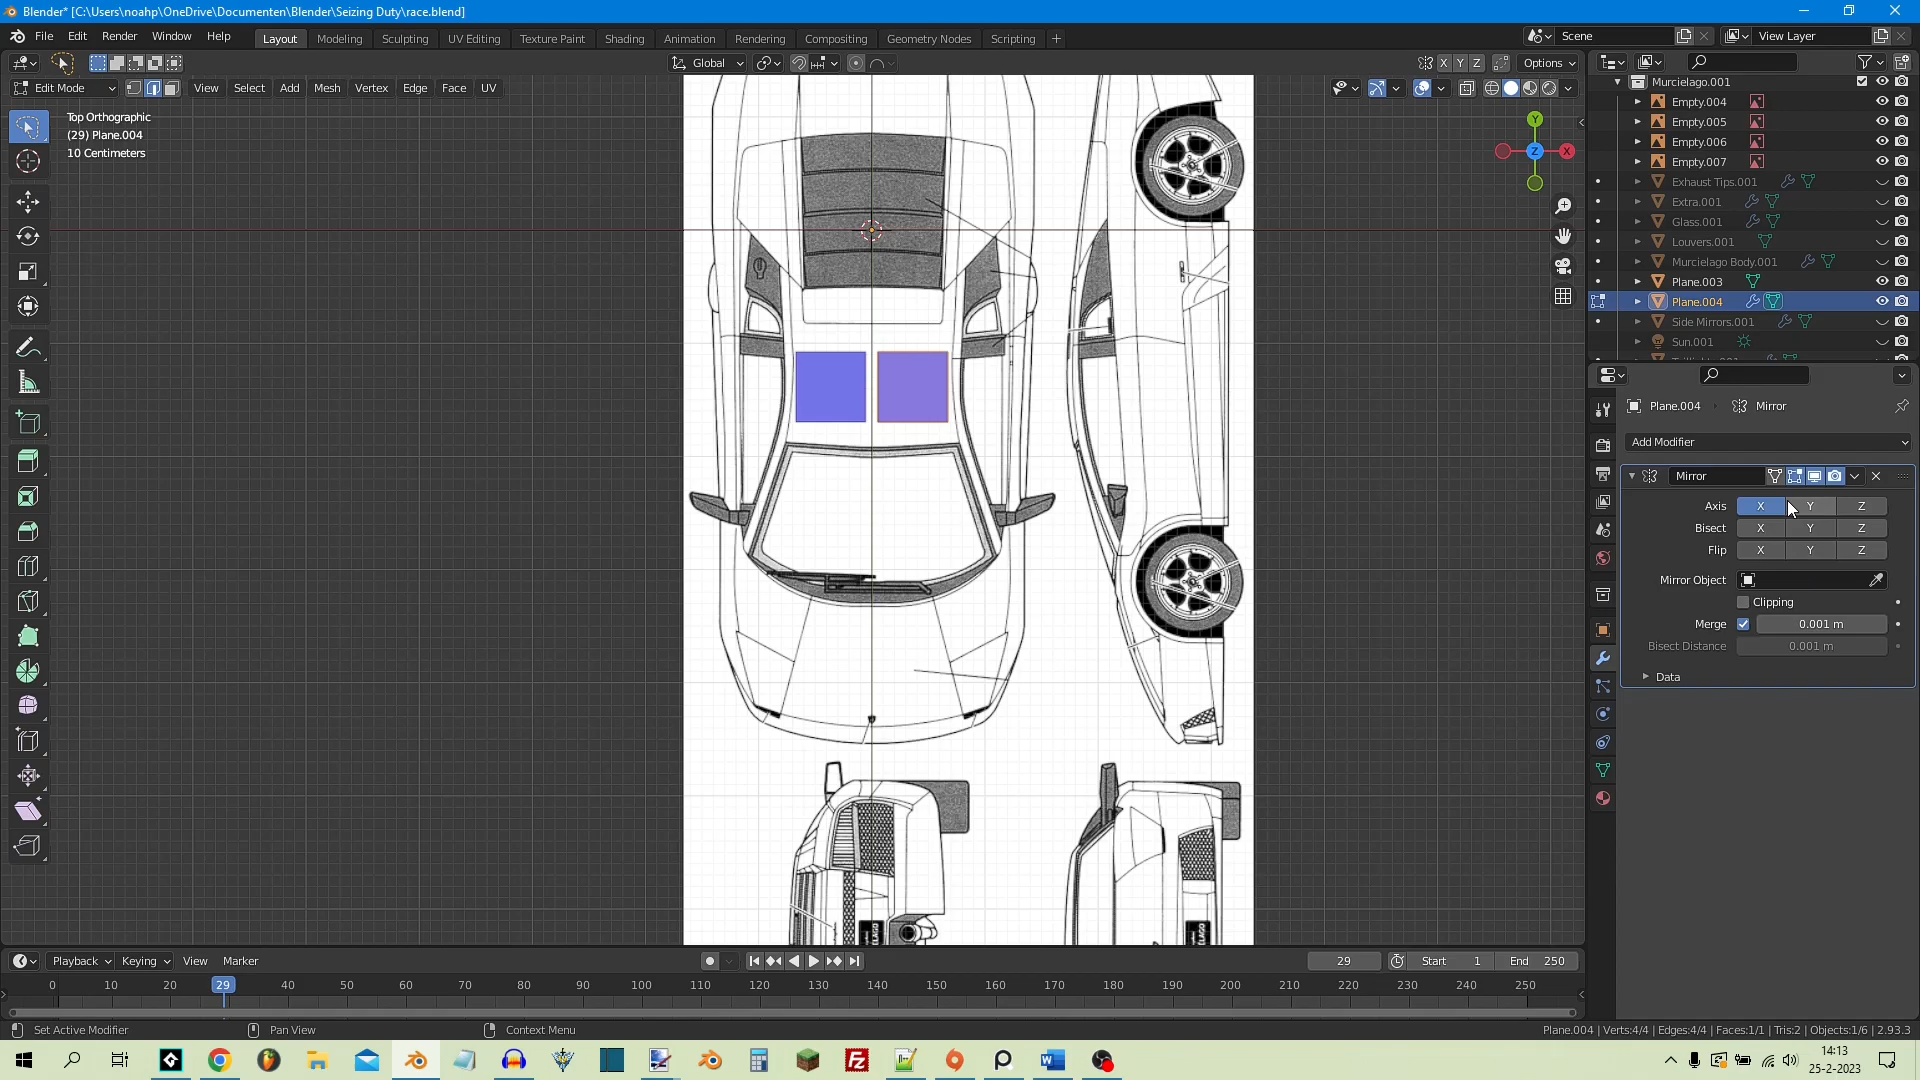 Blender* [C:\Users\noahp\OneDrive\Documenten\Blender\Seizing Duty\race.blend]
File Edit Render Window Help Layout Modeling Sculpting UV Editing Texture Paint Shading Animation Rendering Compositing Geometry Nodes Scripting + Scene View Layer
Global X Y Z Options
Edit Mode View Select Add Mesh Vertex Edge Face UV
Top Orthographic
(29) Plane.004
10 Centimeters
Y
Z
X
Murcielago.001
Empty.004
Empty.005
Empty.006
Empty.007
Exhaust Tips.001
Extra.001
Glass.001
Louvers.001
Murcielago Body.001
Plane.003
Plane.004
Side Mirrors.001
Sun.001
Plane.004 › Mirror
Add Modifier
Mirror
Axis X Y Z
Bisect X Y Z
Flip X Y Z
Mirror Object
Clipping
Merge 0.001 m
Bisect Distance 0.001 m
Data
Playback Keying View Marker 29 Start 1 End 250
0 10 20 29 40 50 60 70 80 90 100 110 120 130 140 150 160 170 180 190 200 210 220 230 240 250
Set Active Modifier Pan View Context Menu Plane.004 | Verts:4/4 | Edges:4/4 | Faces:1/1 | Tris:2 | Objects:1/6 | 2.93.3
14:13
25-2-2023